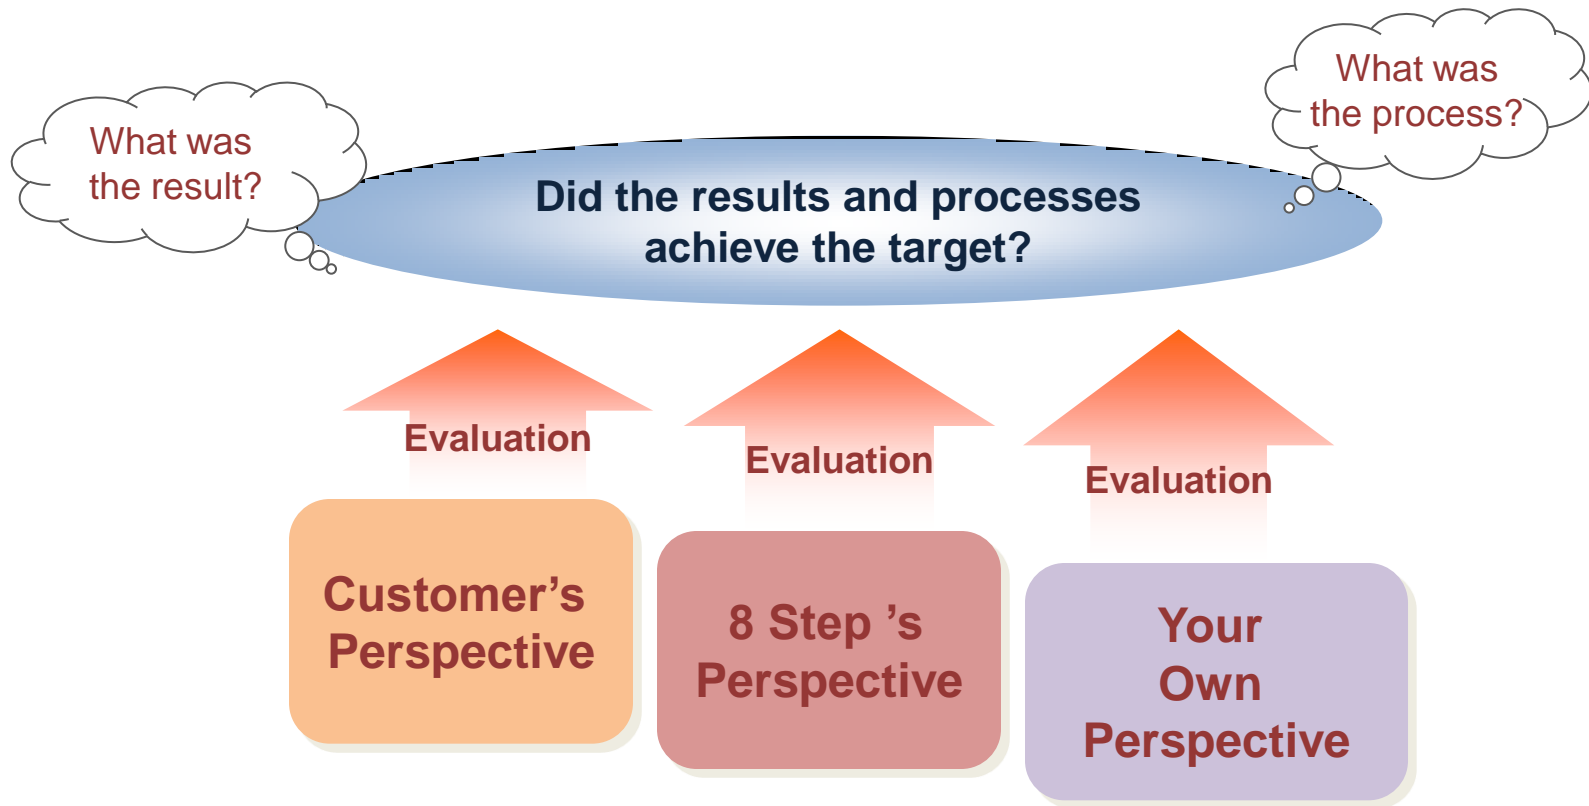 What was
the result?
What was
the process?
Did the results and processes
achieve the target?
Evaluation
Evaluation
Evaluation
Customer’s
Perspective
8 Step ’s
Perspective
Your
Own
Perspective